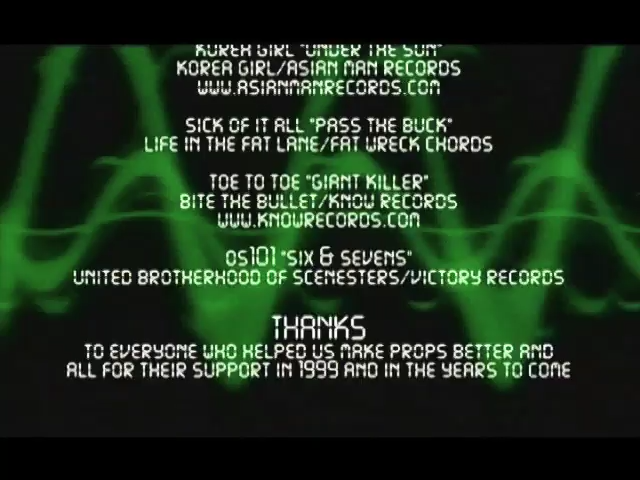 KOREA GIRL "UNDER THE SUN"
KOREA GIRL/ASIAN MAN RECORDS
WWW.ASIANMANRECORDS.COM
SICK OF IT ALL "PASS THE BUCK"
LIFE IN THE FAT LANE/FAT WRECK CHORDS
TOE TO TOE "GIANT KILLER"
BITE THE BULLET/KNOW RECORDS
WWW.KNOWRECORDS.COM
OS101 "SIX & SEVENS"
UNITED BROTHERHOOD OF SCENESTERS/VICTORY RECORDS
THANKS
TO EVERYONE WHO HELPED US MAKE PROPS BETTER AND
ALL FOR THEIR SUPPORT IN 1999 AND IN THE YEARS TO COME